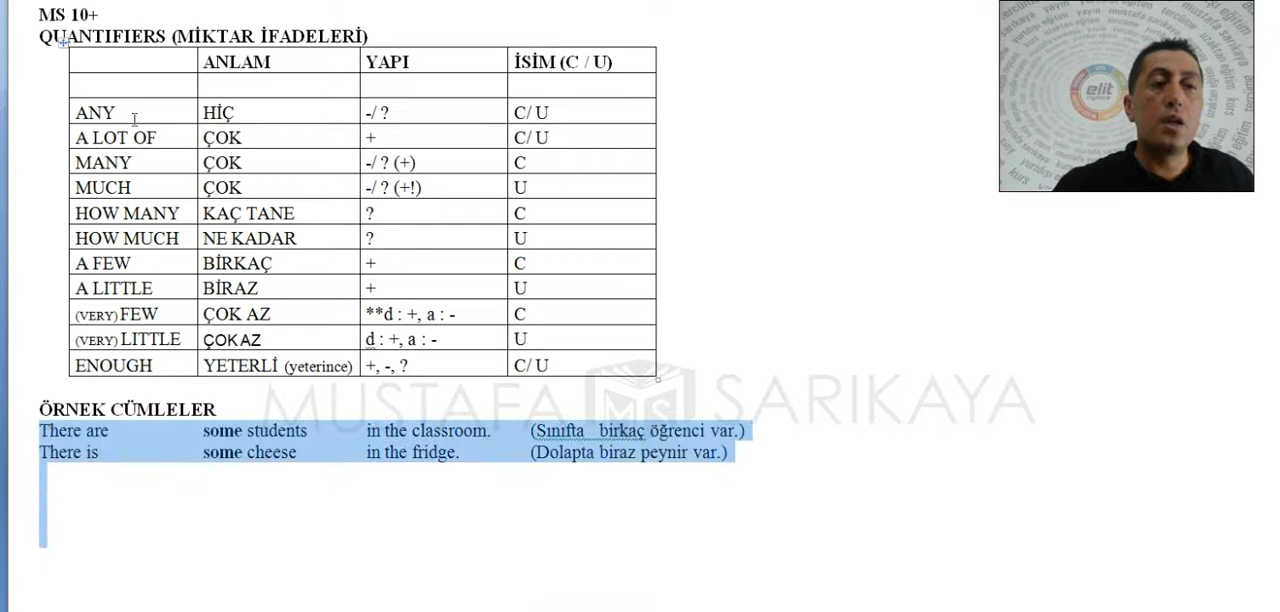 MS 10+
QUANTIFIERS (MİKTAR İFADELERİ)
ANLAM YAPI İSİM (C / U)
ANY HİÇ -/ ? C/ U
A LOT OF ÇOK + C/ U
MANY ÇOK -/ ? (+) C
MUCH ÇOK -/ ? (+!) U
HOW MANY KAÇ TANE ? C
HOW MUCH NE KADAR ? U
A FEW BİRKAÇ + C
A LITTLE BİRAZ + U
(VERY) FEW ÇOK AZ **d : +, a : - C
(VERY) LITTLE ÇOK AZ d : +, a : - U
ENOUGH YETERLİ (yeterince) +, -, ? C/ U
MUSTAFA MS SARIKAYA
ÖRNEK CÜMLELER
There are some students in the classroom. (Sınıfta birkaç öğrenci var.)
There is some cheese in the fridge. (Dolapta biraz peynir var.)
elit